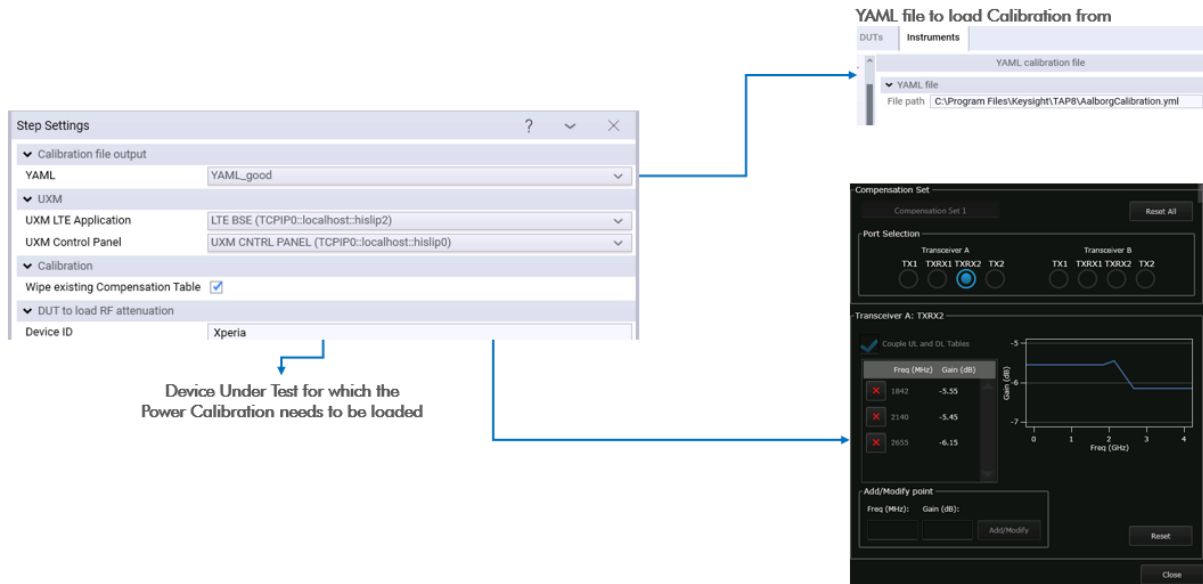 YAML file to load Calibration from
DUTs Instruments
YAML calibration file
YAML file
File path C:\Program Files\Keysight\TAP8\AalborgCalibration.yml
Step Settings ?
Calibration file output
YAML YAML_good
UXM
UXM LTE Application LTE BSE (TCPIP0::localhost::hislip2)
UXM Control Panel UXM CNTRL PANEL (TCPIP0::localhost::hislip0)
Calibration
Wipe existing Compensation Table
DUT to load RF attenuation
Device ID Xperia
Device Under Test for which the
Power Calibration needs to be loaded
Compensation Set
Compensation Set 1 Reset All
Port Selection
Transceiver A Transceiver B
TX1 TXRX1 TXRX2 TX2 TX1 TXRX1 TXRX2 TX2
Transceiver A: TXRX2
Couple UL and DL Tables
Freq (MHz) Gain (dB)
1842 -5.55
2140 -5.45
2655 -6.15
-5
-6
-7
Gain (dB)
0 1 2 3 4
Freq (GHz)
Add/Modify point
Freq (MHz): Gain (dB):
Add/Modify
Reset
Close